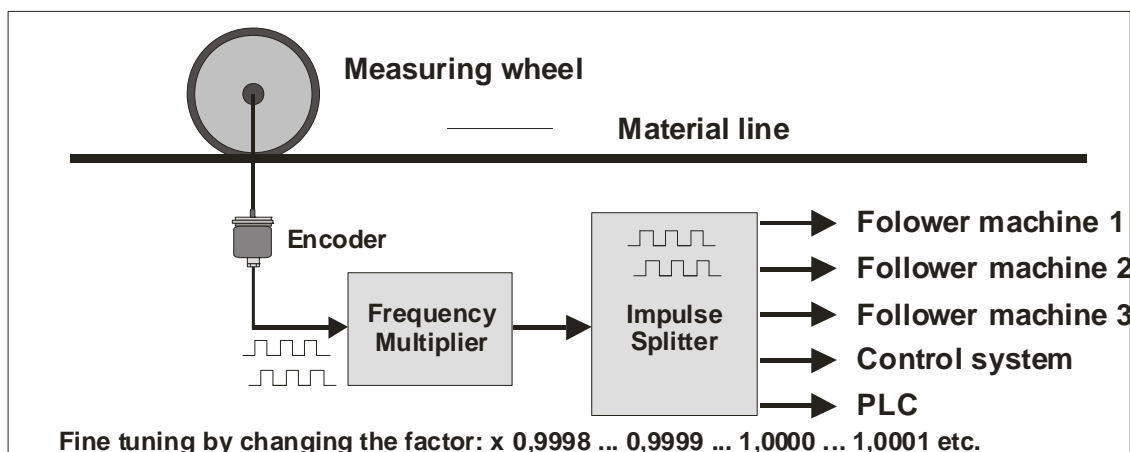 Measuring wheel
Material line
Encoder
Frequency
Multiplier
Impulse
Splitter
Folower machine 1
Follower machine 2
Follower machine 3
Control system
PLC
Fine tuning by changing the factor: x 0,9998 ... 0,9999 ... 1,0000 ... 1,0001 etc.